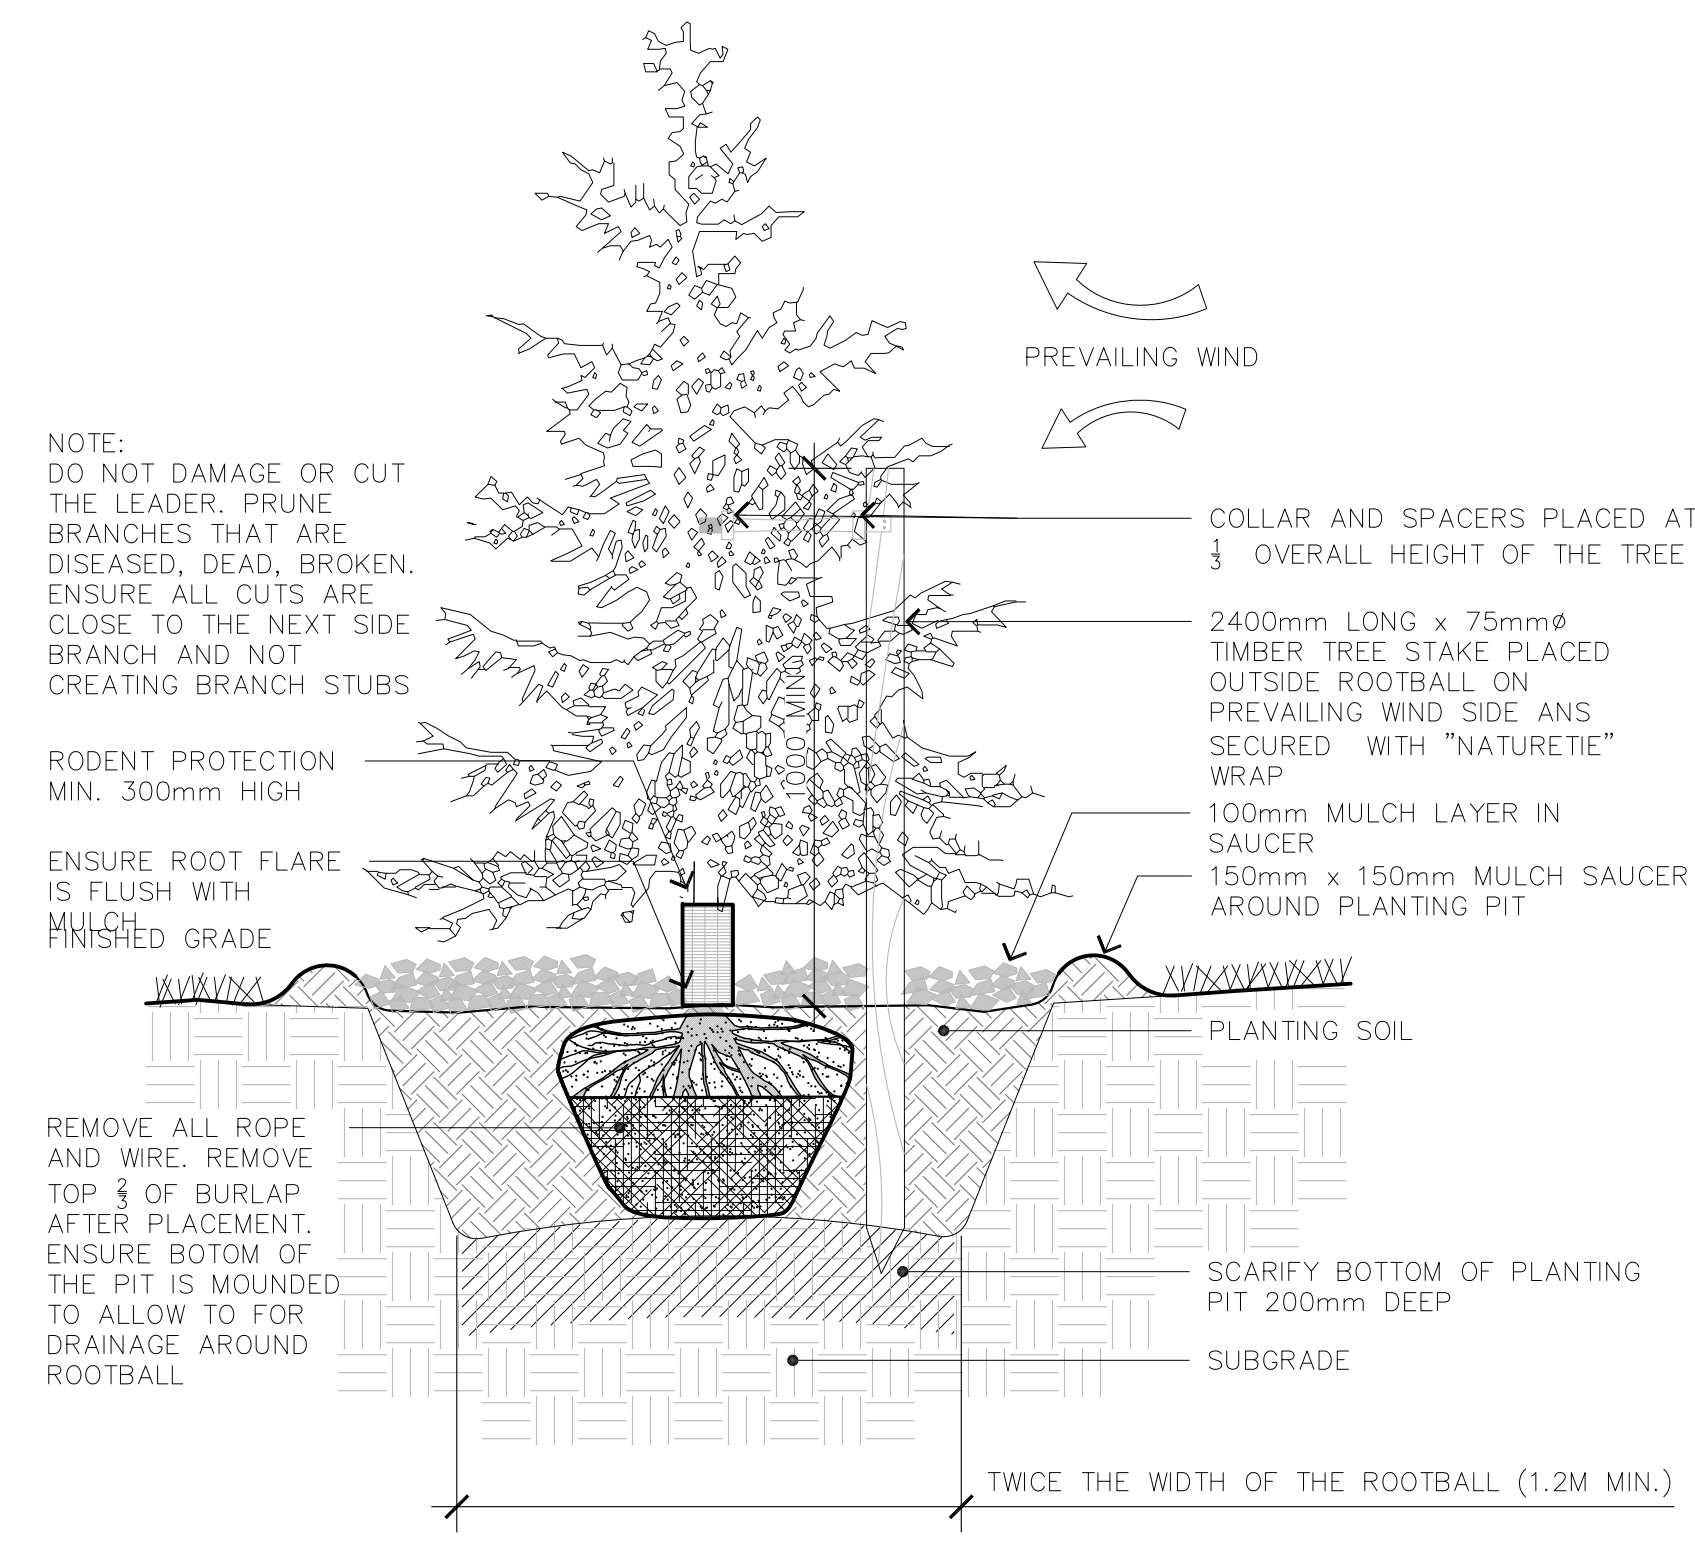 PREVAILING WIND
NOTE:
DO NOT DAMAGE OR CUT
THE LEADER. PRUNE
BRANCHES THAT ARE
DISEASED, DEAD, BROKEN.
ENSURE ALL CUTS ARE
CLOSE TO THE NEXT SIDE
BRANCH AND NOT
CREATING BRANCH STUBS
RODENT PROTECTION
MIN. 300mm HIGH
ENSURE ROOT FLARE
IS FLUSH WITH
MULCH
FINISHED GRADE
REMOVE ALL ROPE
AND WIRE. REMOVE
TOP 2/3 OF BURLAP
AFTER PLACEMENT.
ENSURE BOTOM OF
THE PIT IS MOUNDED
TO ALLOW TO FOR
DRAINAGE AROUND
ROOTBALL
1000 MIN.
COLLAR AND SPACERS PLACED AT
1/3 OVERALL HEIGHT OF THE TREE
2400mm LONG x 75mmø
TIMBER TREE STAKE PLACED
OUTSIDE ROOTBALL ON
PREVAILING WIND SIDE ANS
SECURED WITH "NATURETIE"
WRAP
100mm MULCH LAYER IN
SAUCER
150mm x 150mm MULCH SAUCER
AROUND PLANTING PIT
PLANTING SOIL
SCARIFY BOTTOM OF PLANTING
PIT 200mm DEEP
SUBGRADE
TWICE THE WIDTH OF THE ROOTBALL (1.2M MIN.)